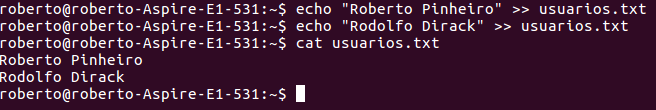 roberto@roberto-Aspire-E1-531:~$ echo "Roberto Pinheiro" >> usuarios.txt
roberto@roberto-Aspire-E1-531:~$ echo "Rodolfo Dirack" >> usuarios.txt
roberto@roberto-Aspire-E1-531:~$ cat usuarios.txt
Roberto Pinheiro
Rodolfo Dirack
roberto@roberto-Aspire-E1-531:~$